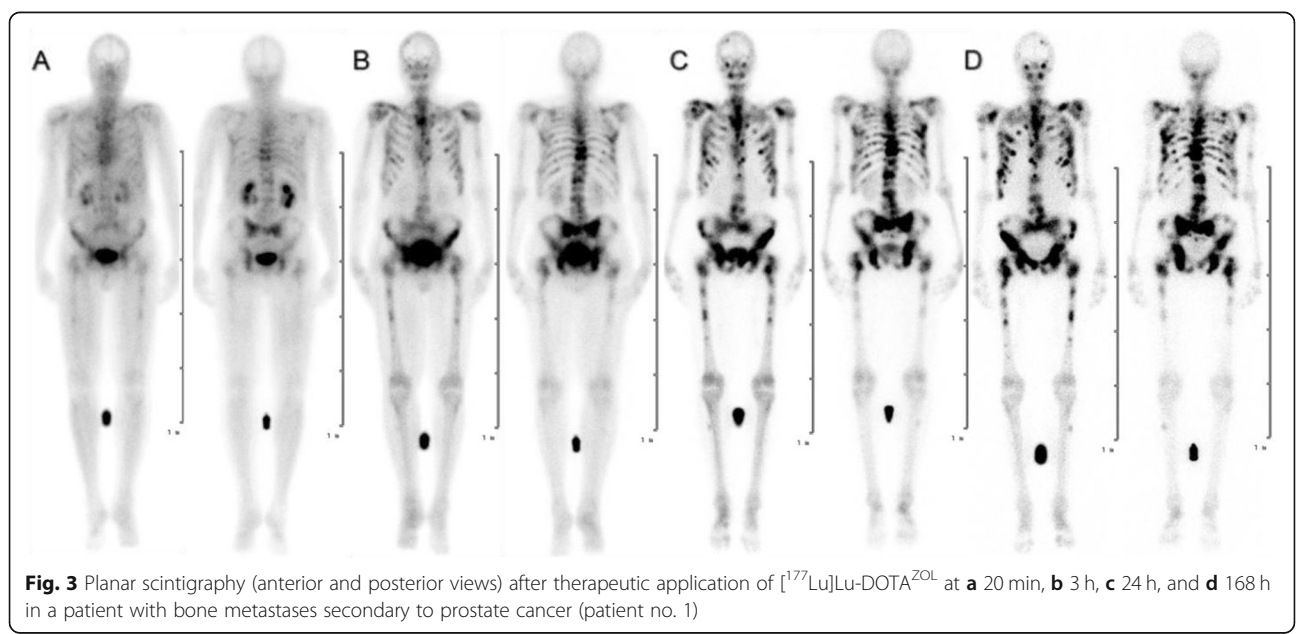 A
B
C
D
Fig. 3 Planar scintigraphy (anterior and posterior views) after therapeutic application of [177Lu]Lu-DOTAZOL at a 20 min, b 3 h, c 24 h, and d 168 h
in a patient with bone metastases secondary to prostate cancer (patient no. 1)